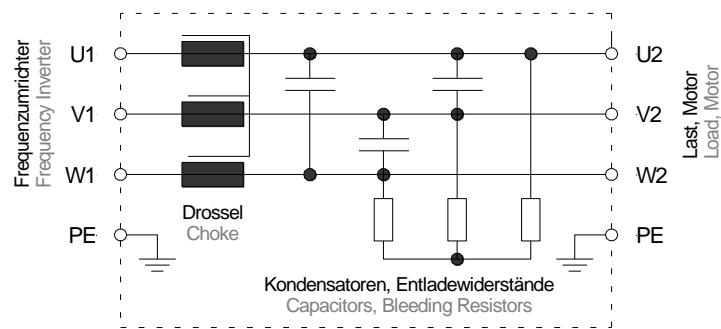 Frequenzumrichter
Frequency Inverter
U1
V1
W1
PE
Drossel
Choke
Kondensatoren, Entladewiderstände
Capacitors, Bleeding Resistors
U2
V2
W2
PE
Last, Motor
Load, Motor